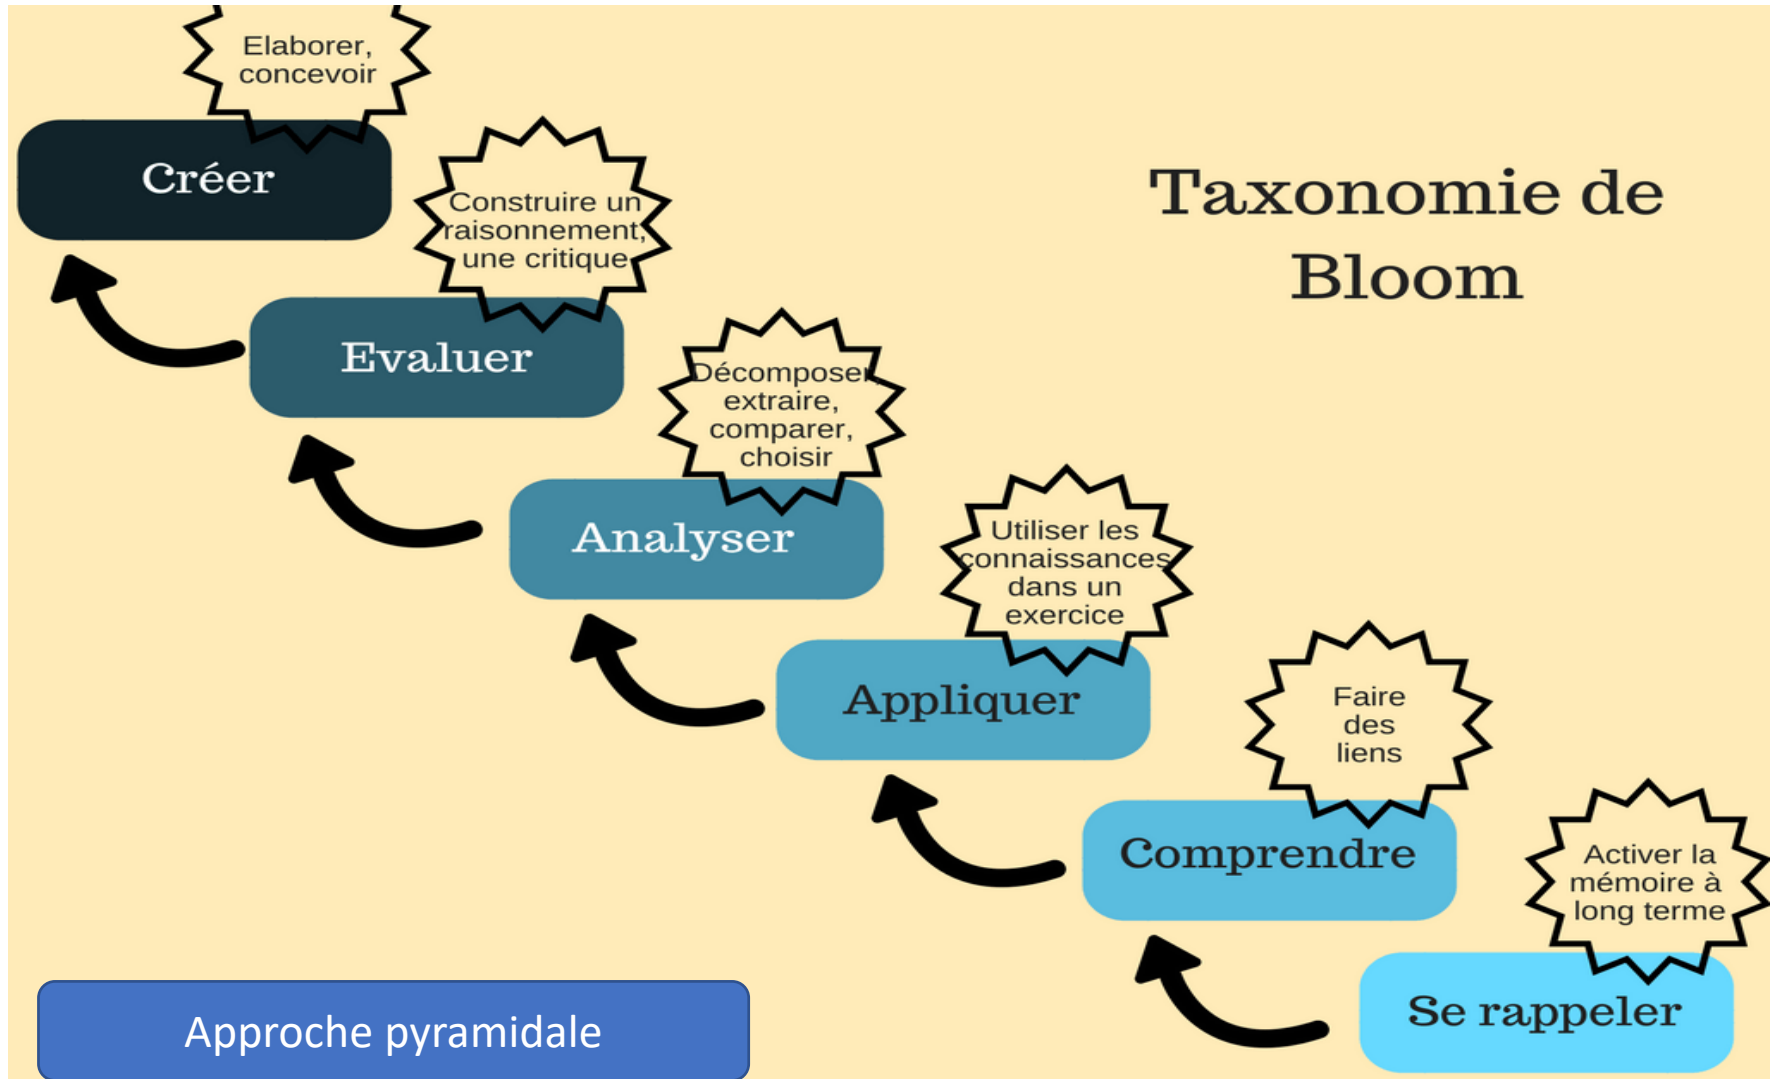 Elaborer,
concevoir
Créer
Construire un
raisonnement,
une critique
Taxonomie de
Bloom
Evaluer
Décomposer,
extraire,
comparer,
choisir
Analyser
Utiliser les
connaissances
dans un
exercice
Appliquer
Faire
des
liens
Comprendre
Activer la
mémoire à
long terme
Se rappeler
Approche pyramidale